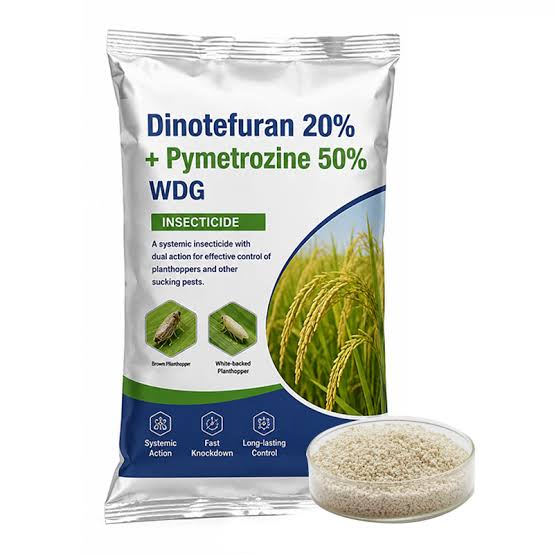 Dinotefuran 20%
+ Pymetrozine 50%
WDG
INSECTICIDE
A systemic insecticide with
dual action for effective control of
planthoppers and other
sucking pests.
Brown Planthopper
White-backed
Planthopper
Systemic
Action
Fast
Knockdown
Long-lasting
Control